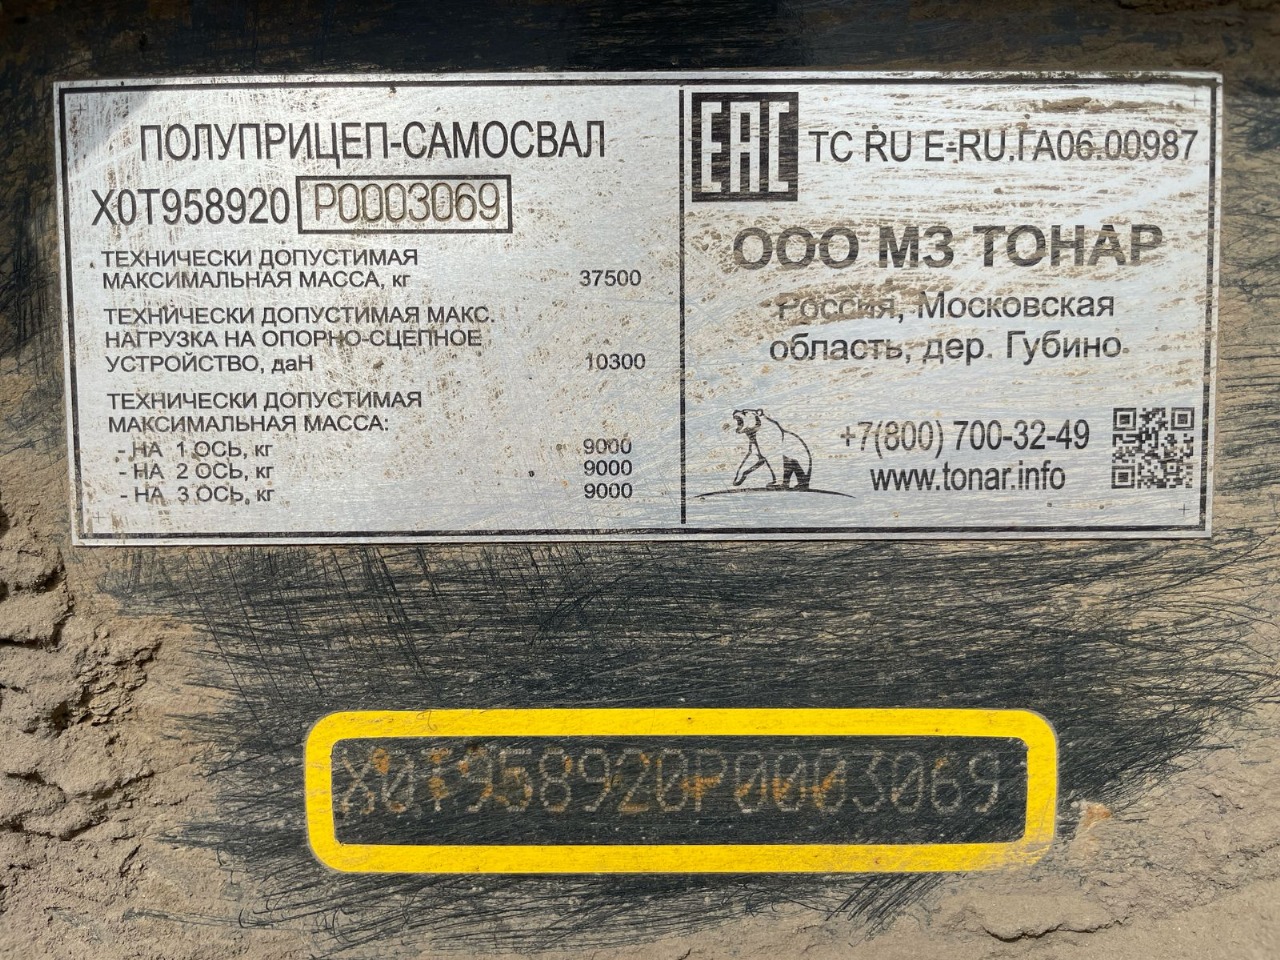 ПОЛУПРИЦЕП-САМОСВАЛ
X0T958920 P0003069
ТЕХНИЧЕСКИ ДОПУСТИМАЯ
МАКСИМАЛЬНАЯ МАССА, кг 37500
ТЕХНИЧЕСКИ ДОПУСТИМАЯ МАКС.
НАГРУЗКА НА ОПОРНО-СЦЕПНОЕ
УСТРОЙСТВО, даН 10300
ТЕХНИЧЕСКИ ДОПУСТИМАЯ
МАКСИМАЛЬНАЯ МАССА:
- НА 1 ОСЬ, кг 9000
- НА 2 ОСЬ, кг 9000
- НА 3 ОСЬ, кг 9000
EAC TC RU E-RU.ГА06.00987
ООО МЗ ТОНАР
Россия, Московская
область, дер. Губино
+7(800) 700-32-49
www.tonar.info
X0T958920P0003069